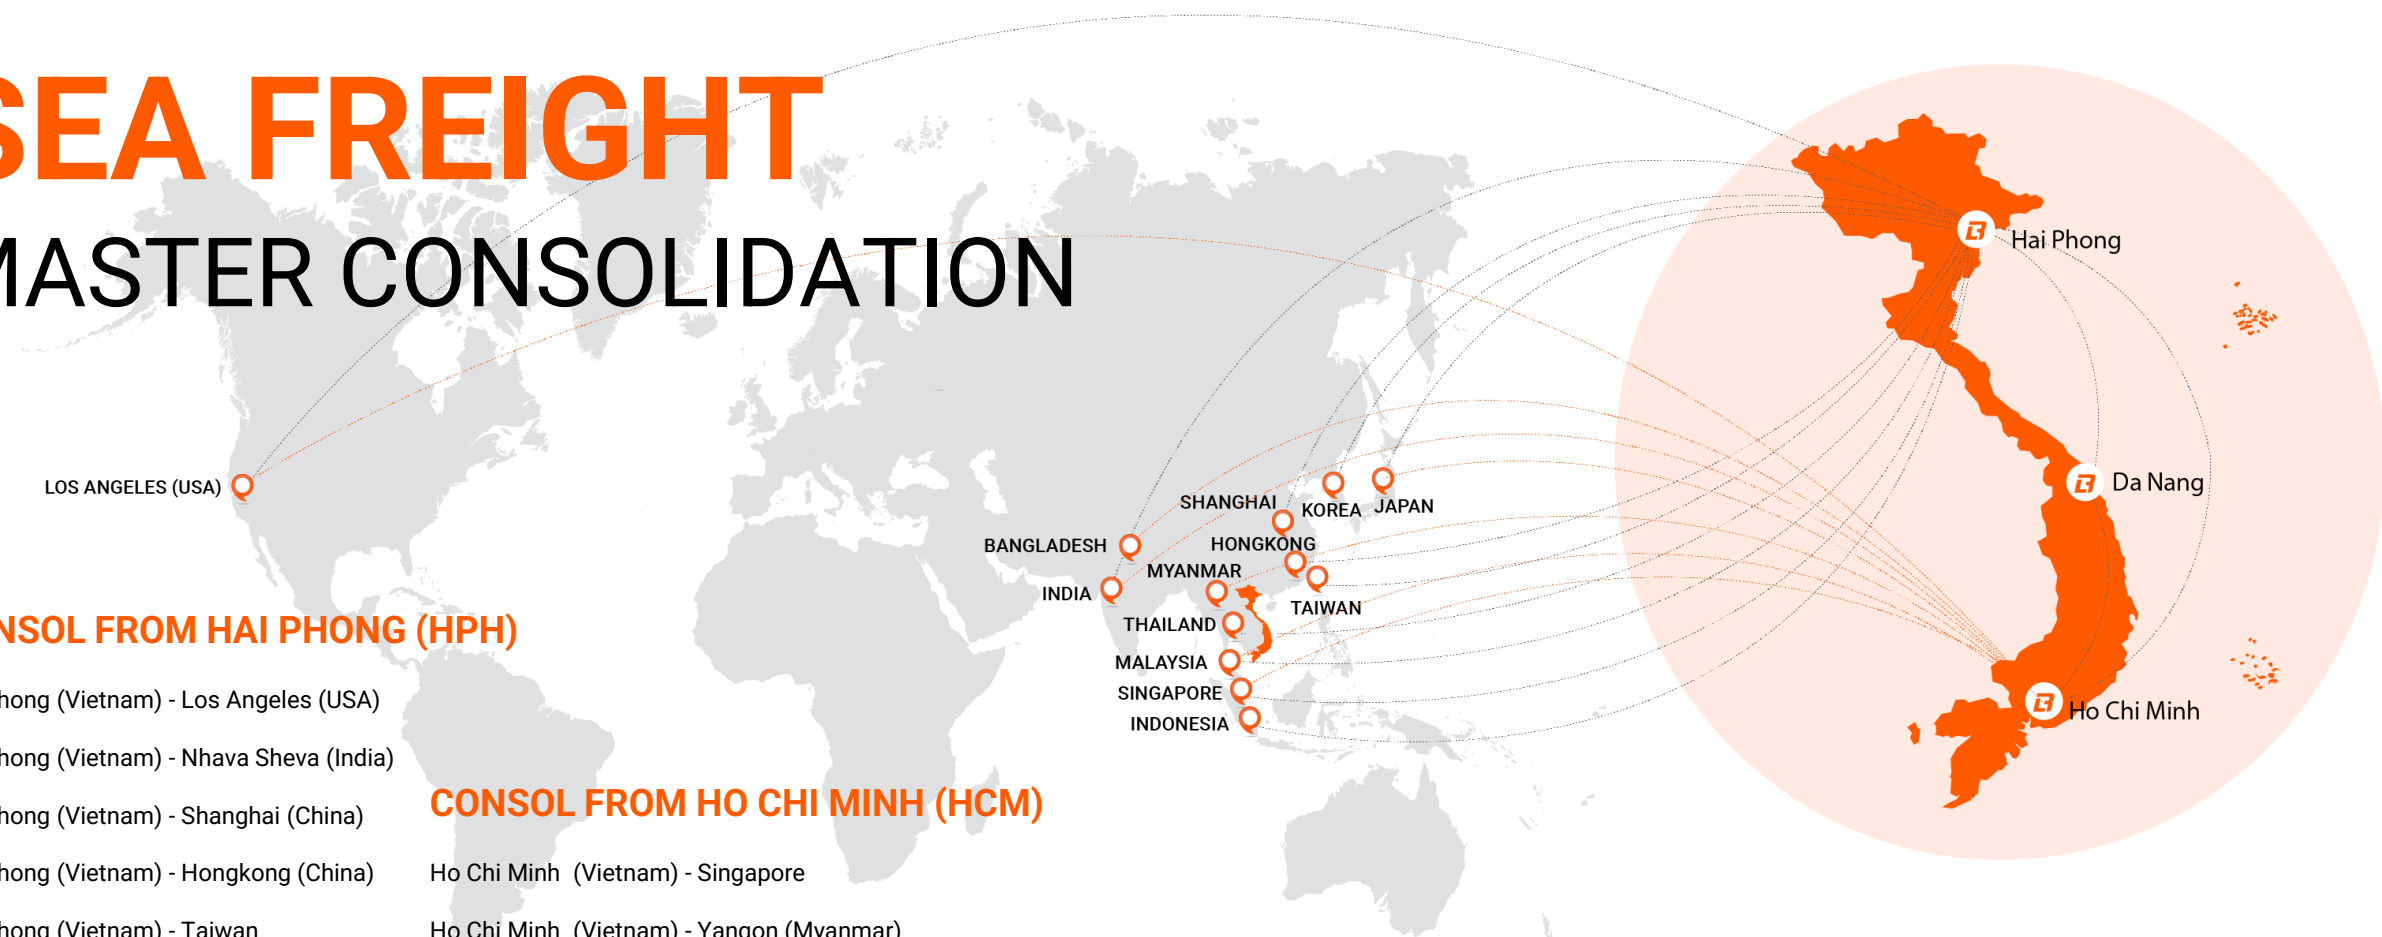 SEA FREIGHT
MASTER CONSOLIDATION
Hai Phong
Da Nang
Ho Chi Minh
LOS ANGELES (USA)
SHANGHAI
KOREA
JAPAN
BANGLADESH
HONGKONG
MYANMAR
INDIA
TAIWAN
THAILAND
MALAYSIA
SINGAPORE
INDONESIA
NSOL FROM HAI PHONG (HPH)
hong (Vietnam) - Los Angeles (USA)
hong (Vietnam) - Nhava Sheva (India)
hong (Vietnam) - Shanghai (China)
hong (Vietnam) - Hongkong (China)
hong (Vietnam) - Taiwan
CONSOL FROM HO CHI MINH (HCM)
Ho Chi Minh (Vietnam) - Singapore
Ho Chi Minh (Vietnam) - Yangon (Myanmar)